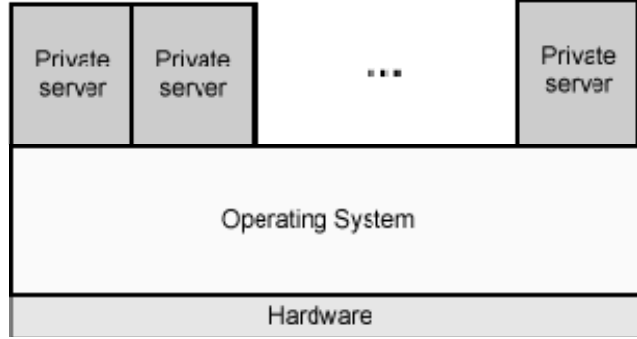 Private
server
Private
server
...
Private
server
Operating System
Hardware